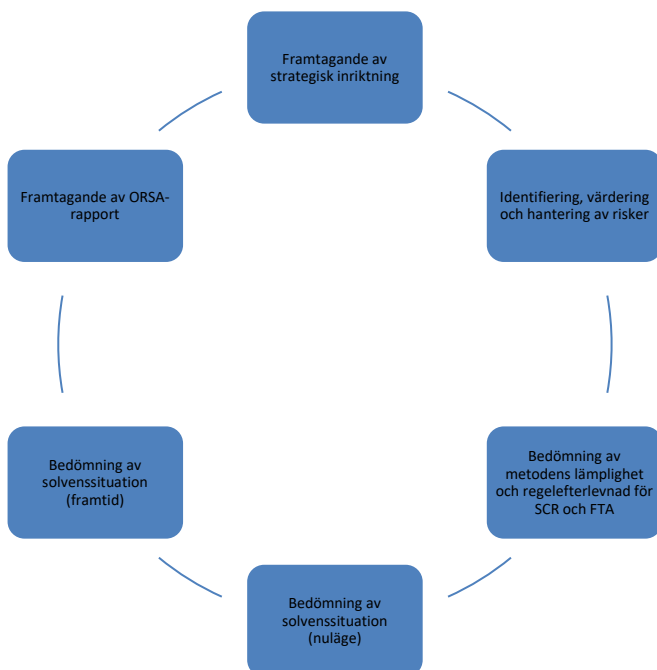 Framtagande av
strategisk inriktning
Identifiering, värdering
och hantering av risker
Bedömning av
metodens lämplighet
och regelefterlevnad för
SCR och FTA
Bedömning av
solvenssituation
(nuläge)
Bedömning av
solvenssituation
(framtid)
Framtagande av ORSA-
rapport